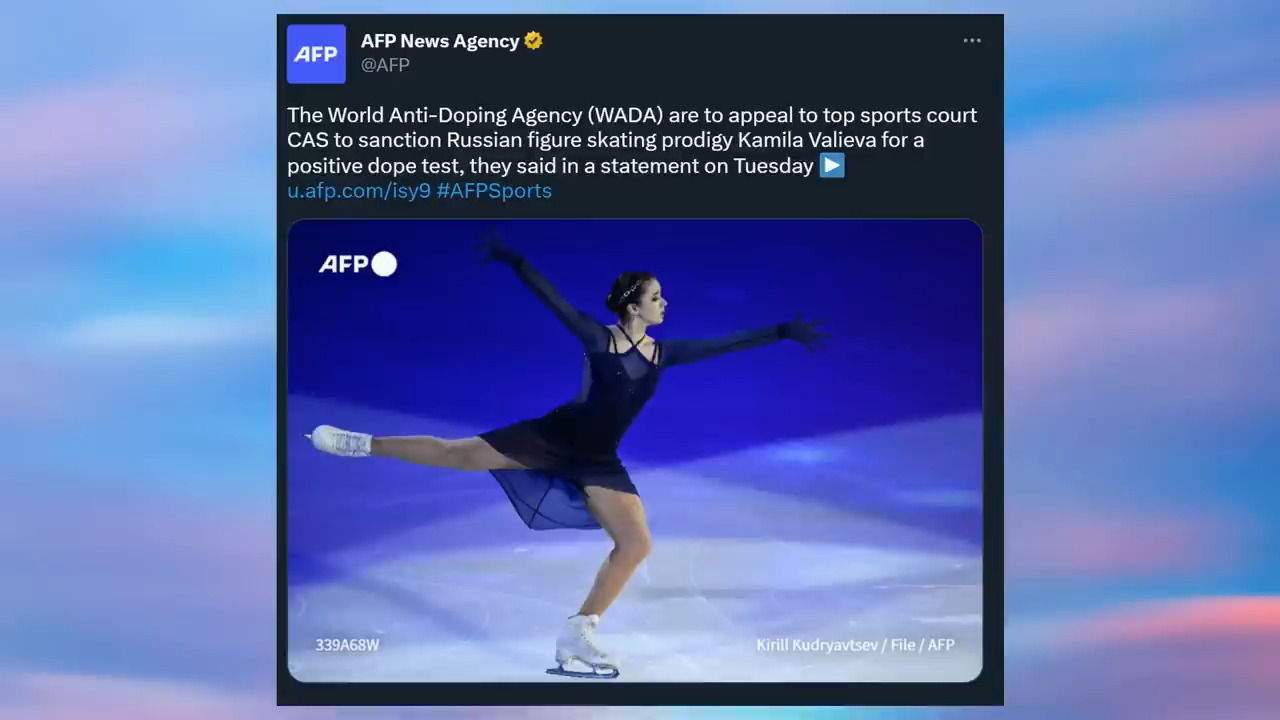 AFP
AFP News Agency
@AFP
The World Anti-Doping Agency (WADA) are to appeal to top sports court
CAS to sanction Russian figure skating prodigy Kamila Valieva for a
positive dope test, they said in a statement on Tuesday
u.afp.com/isy9 #AFPSports
AFP
339A68W
Kirill Kudryavtsev / File / AFP